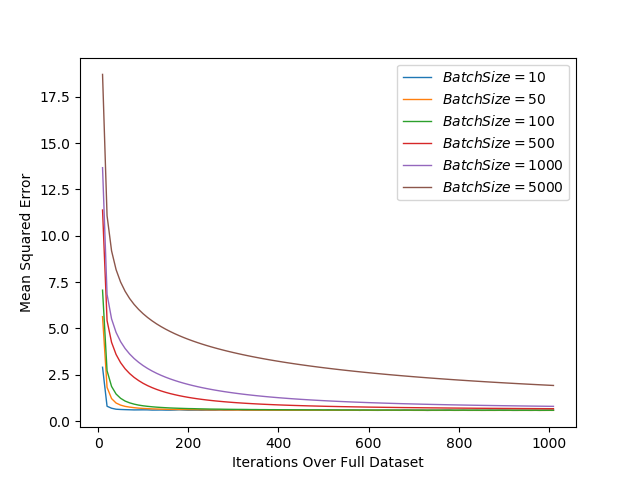 BatchSize = 10
BatchSize = 50
BatchSize = 100
BatchSize = 500
BatchSize = 1000
BatchSize = 5000
Mean Squared Error
17.5
15.0
12.5
10.0
7.5
5.0
2.5
0.0
0 200 400 600 800 1000
Iterations Over Full Dataset